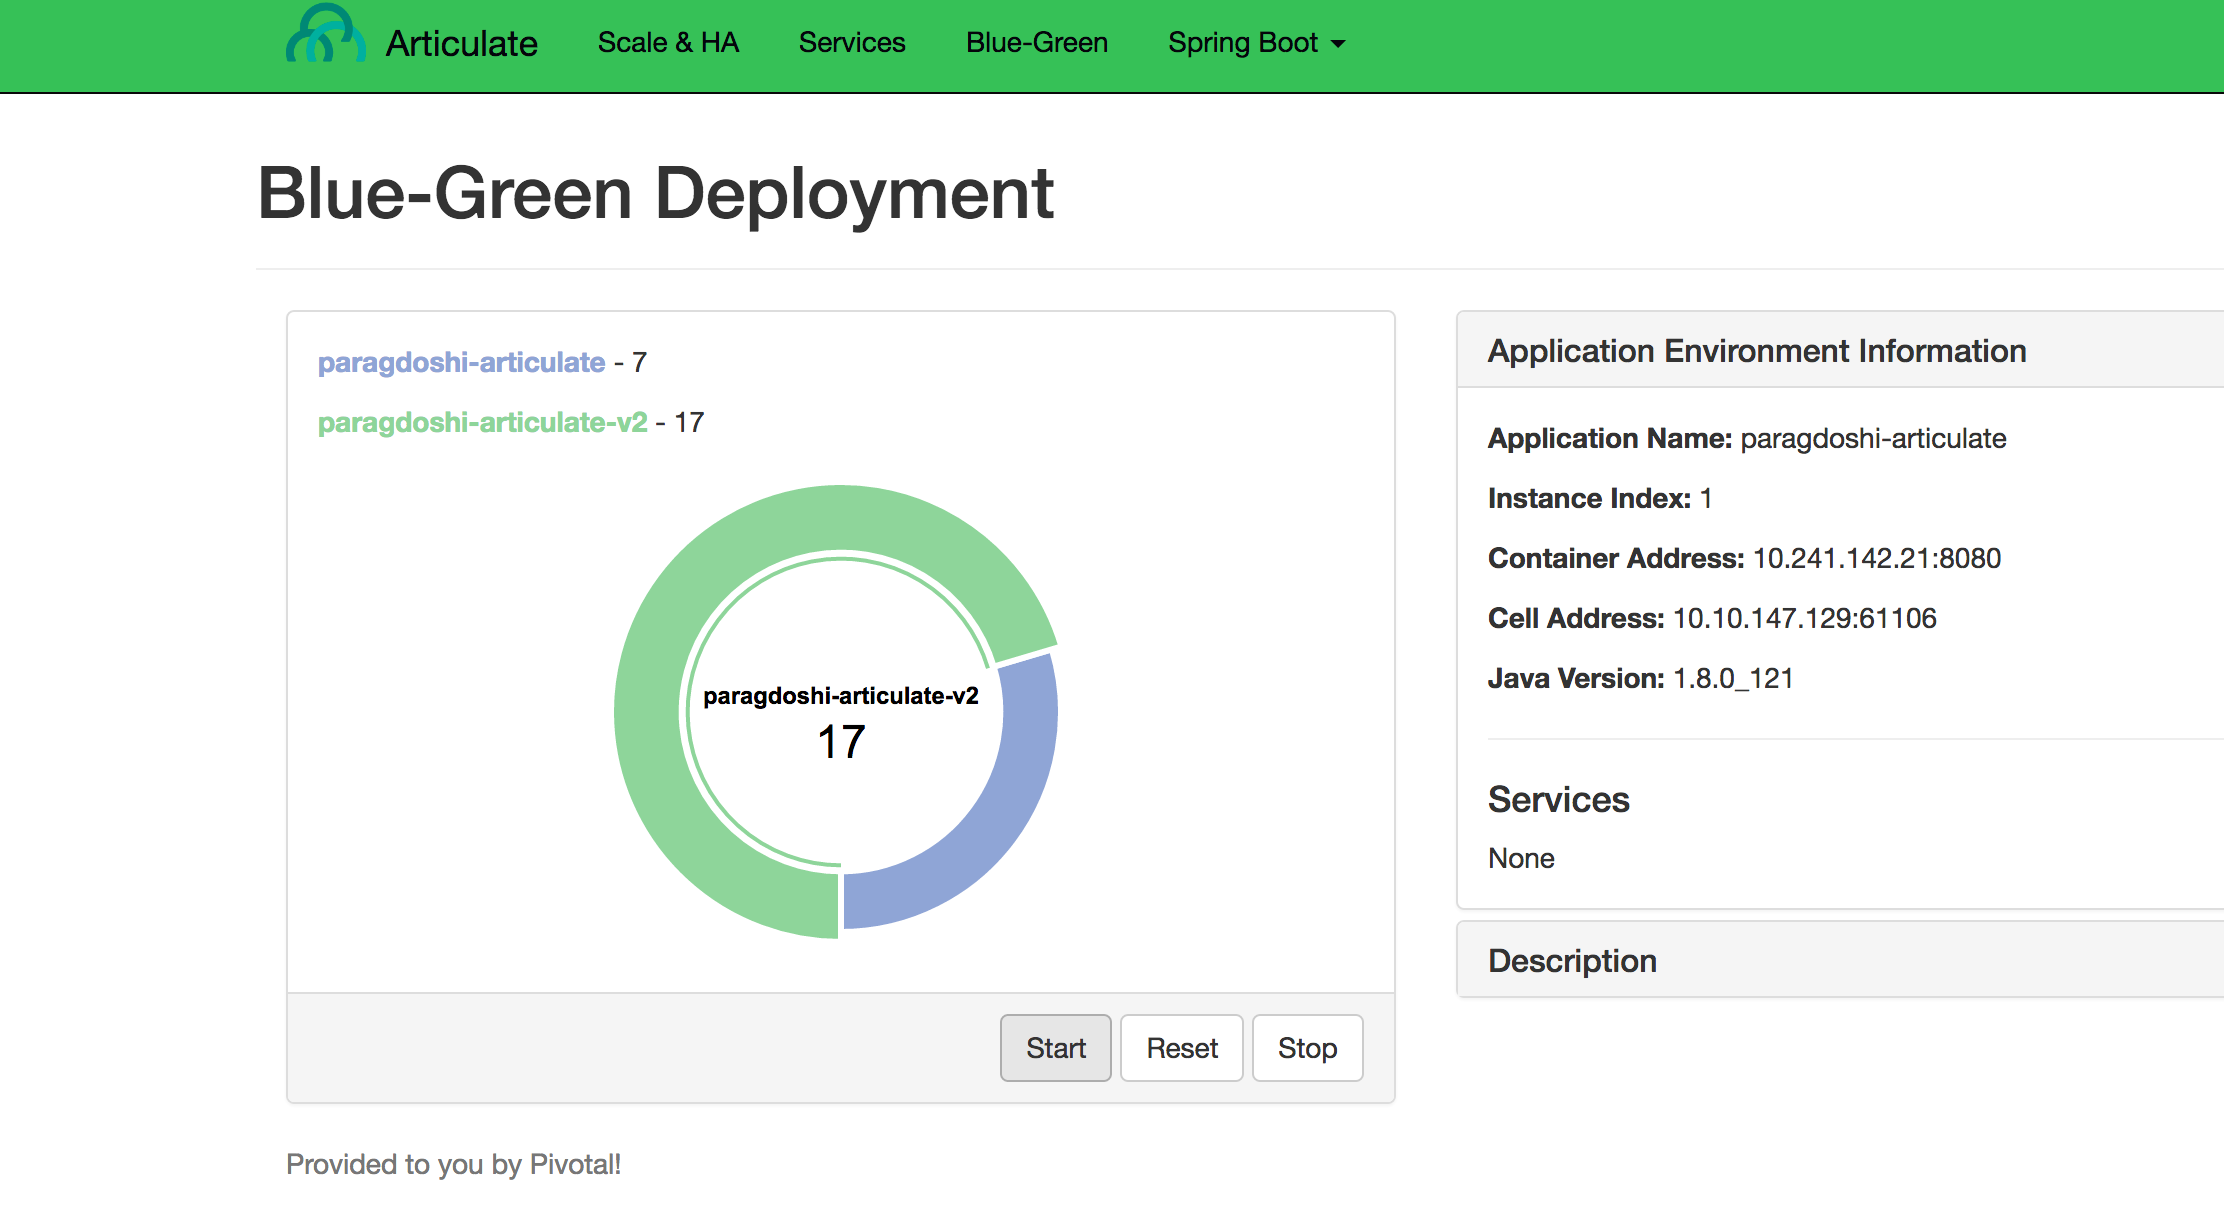 Articulate Scale & HA Services Blue-Green Spring Boot
Blue-Green Deployment
paragdoshi-articulate - 7
paragdoshi-articulate-v2 - 17
paragdoshi-articulate-v2
17
Start Reset Stop
Application Environment Information
Application Name: paragdoshi-articulate
Instance Index: 1
Container Address: 10.241.142.21:8080
Cell Address: 10.10.147.129:61106
Java Version: 1.8.0_121
Services
None
Description
Provided to you by Pivotal!